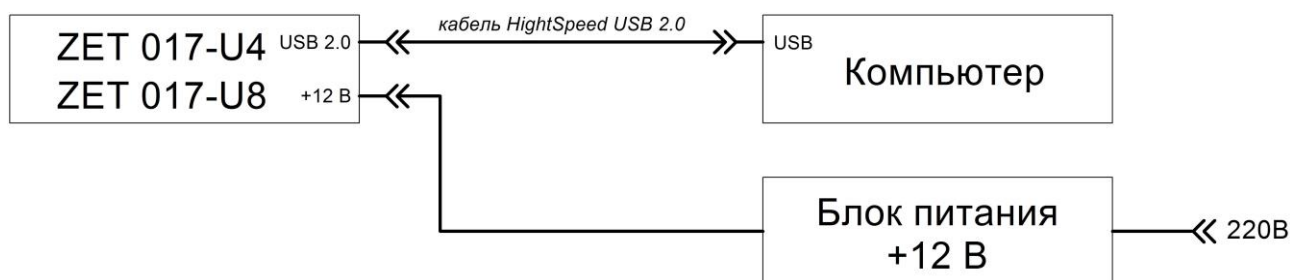 кабель HightSpeed USB 2.0
ZET 017-U4 USB 2.0
ZET 017-U8 +12 В
USB
Компьютер
Блок питания
+12 В
220В